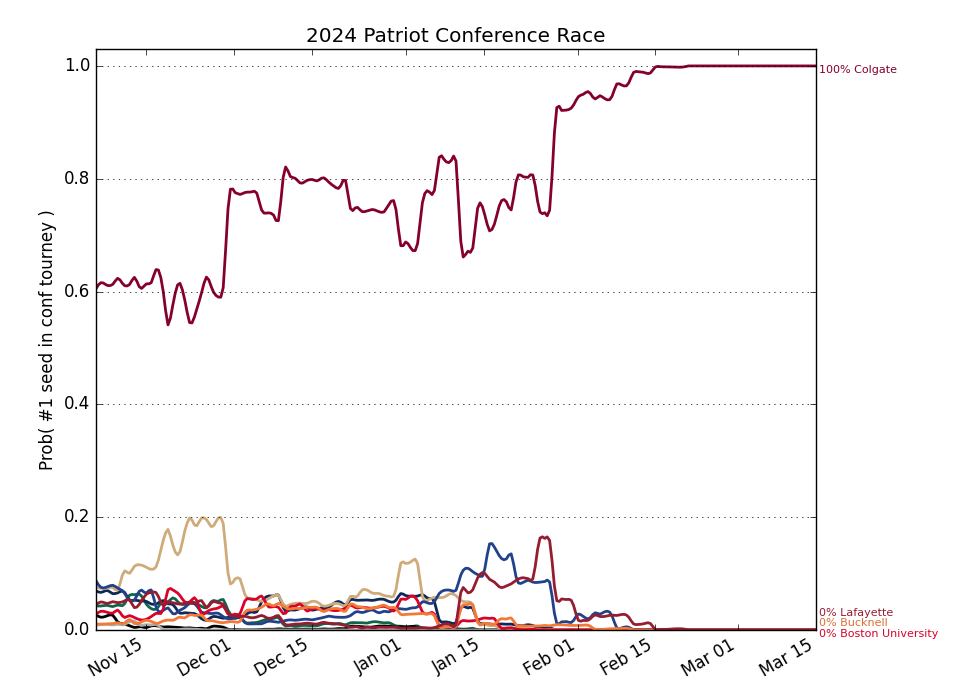 2024 Patriot Conference Race
Prob( #1 seed in conf tourney )
1.0
0.8
0.6
0.4
0.2
0.0
100% Colgate
0% Lafayette
0% Bucknell
0% Boston University
Nov 15
Dec 01
Dec 15
Jan 01
Jan 15
Feb 01
Feb 15
Mar 01
Mar 15